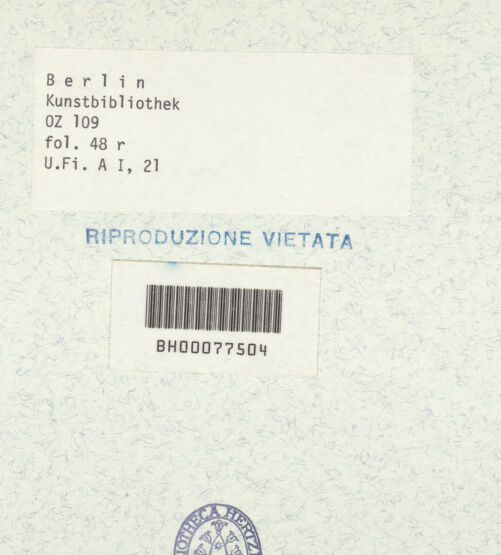 Berlin
Kunstbibliothek
OZ 109
fol. 48 r
U.Fi. A I, 21
RIPRODUZIONE VIETATA
BH00077504